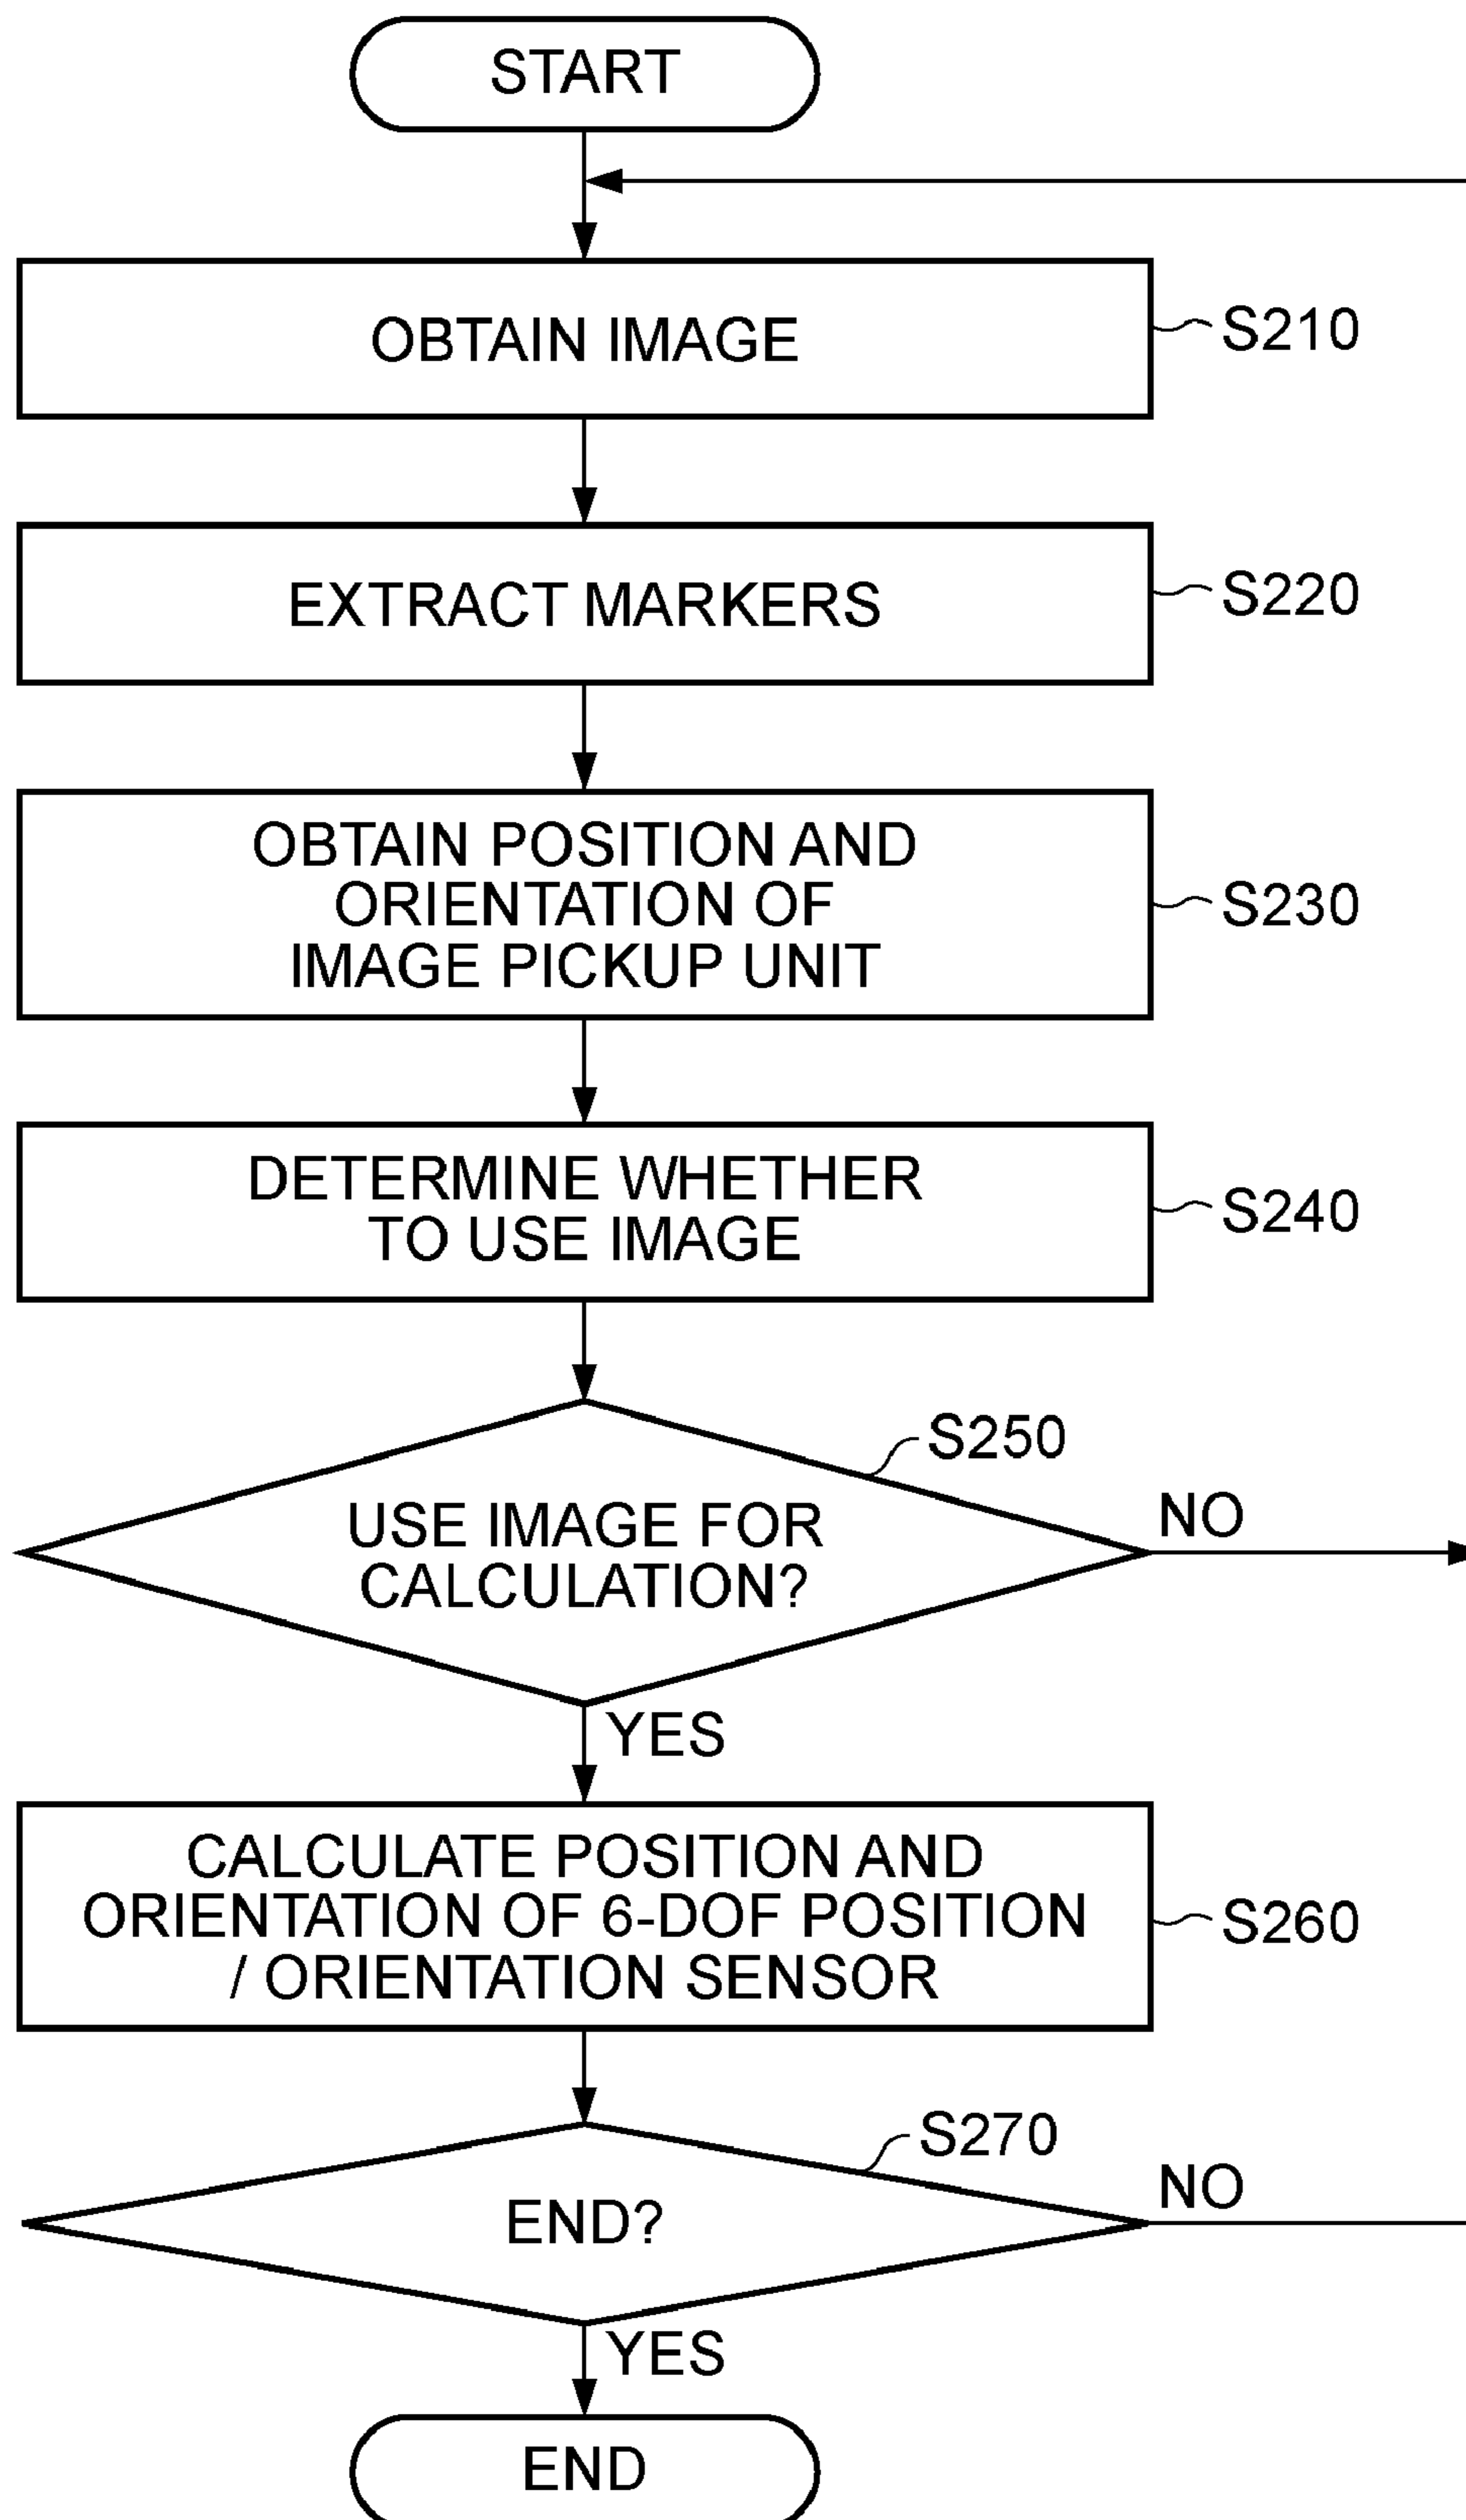 START
OBTAIN IMAGE
S210
EXTRACT MARKERS
S220
OBTAIN POSITION AND
ORIENTATION OF
IMAGE PICKUP UNIT
S230
DETERMINE WHETHER
TO USE IMAGE
S240
S250
USE IMAGE FOR
CALCULATION?
NO
YES
CALCULATE POSITION AND
ORIENTATION OF 6-DOF POSITION
/ ORIENTATION SENSOR
S260
S270
END?
NO
YES
END